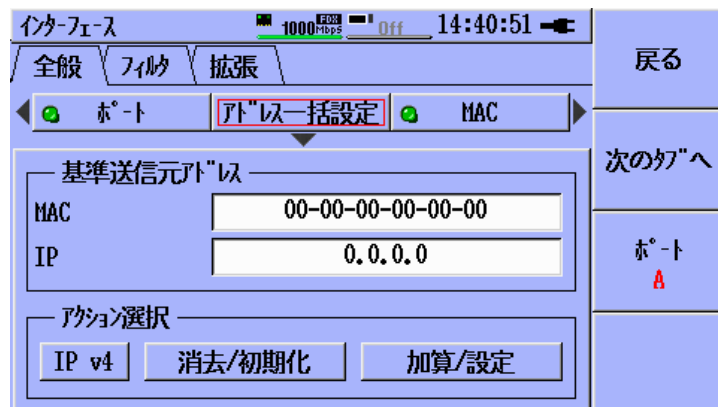 インタ-フェ-ス
1000 FDX Mbps
Off
14:40:51
全般 フィルタ 拡張
ポ-ト アドレス一括設定 MAC
基準送信元アドレス
MAC 00-00-00-00-00-00
IP 0.0.0.0
アクション選択
IP v4 消去/初期化 加算/設定
戻る
次のタブへ
ポ-ト
A